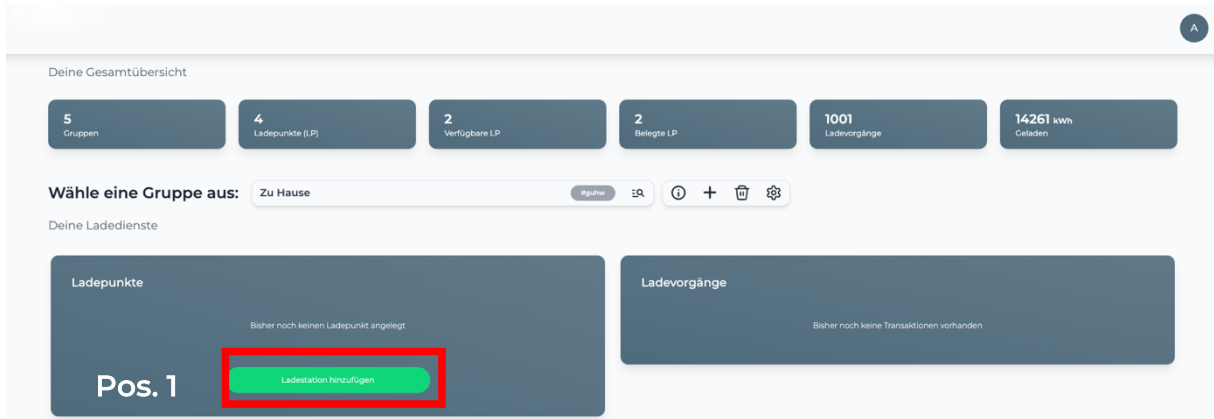 A
Deine Gesamtübersicht
5
Gruppen
4
Ladepunkte (LP)
2
Verfügbare LP
2
Belegte LP
1001
Ladevorgänge
14261 kWh
Geladen
Wähle eine Gruppe aus: Zu Hause #guhw
Deine Ladedienste
Ladepunkte
Bisher noch keinen Ladepunkt angelegt
Ladestation hinzufügen
Pos. 1
Ladevorgänge
Bisher noch keine Transaktionen vorhanden